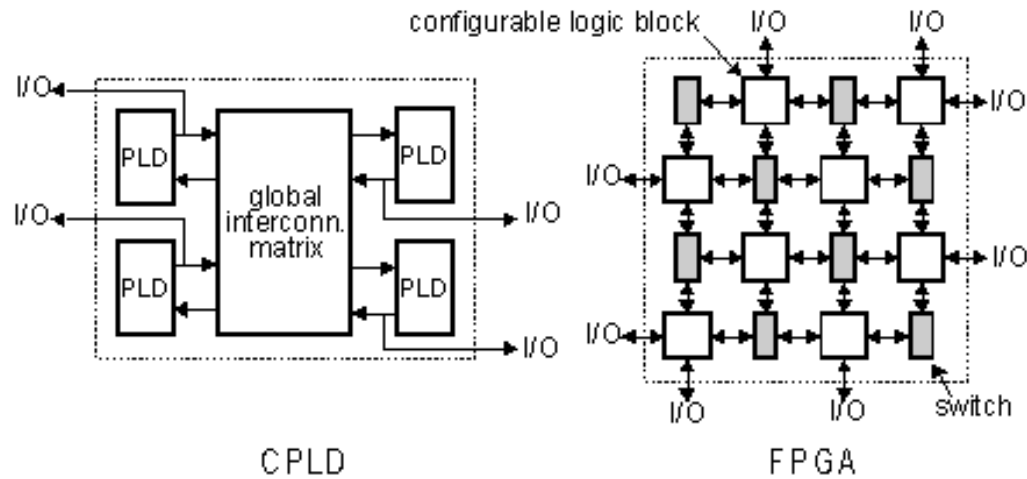 configurable logic block
I/O
I/O
I/O
PLD
PLD
I/O
I/O
global
interconn.
matrix
I/O
I/O
PLD
PLD
I/O
I/O
I/O
I/O
I/O
I/O
switch
CPLD
FPGA